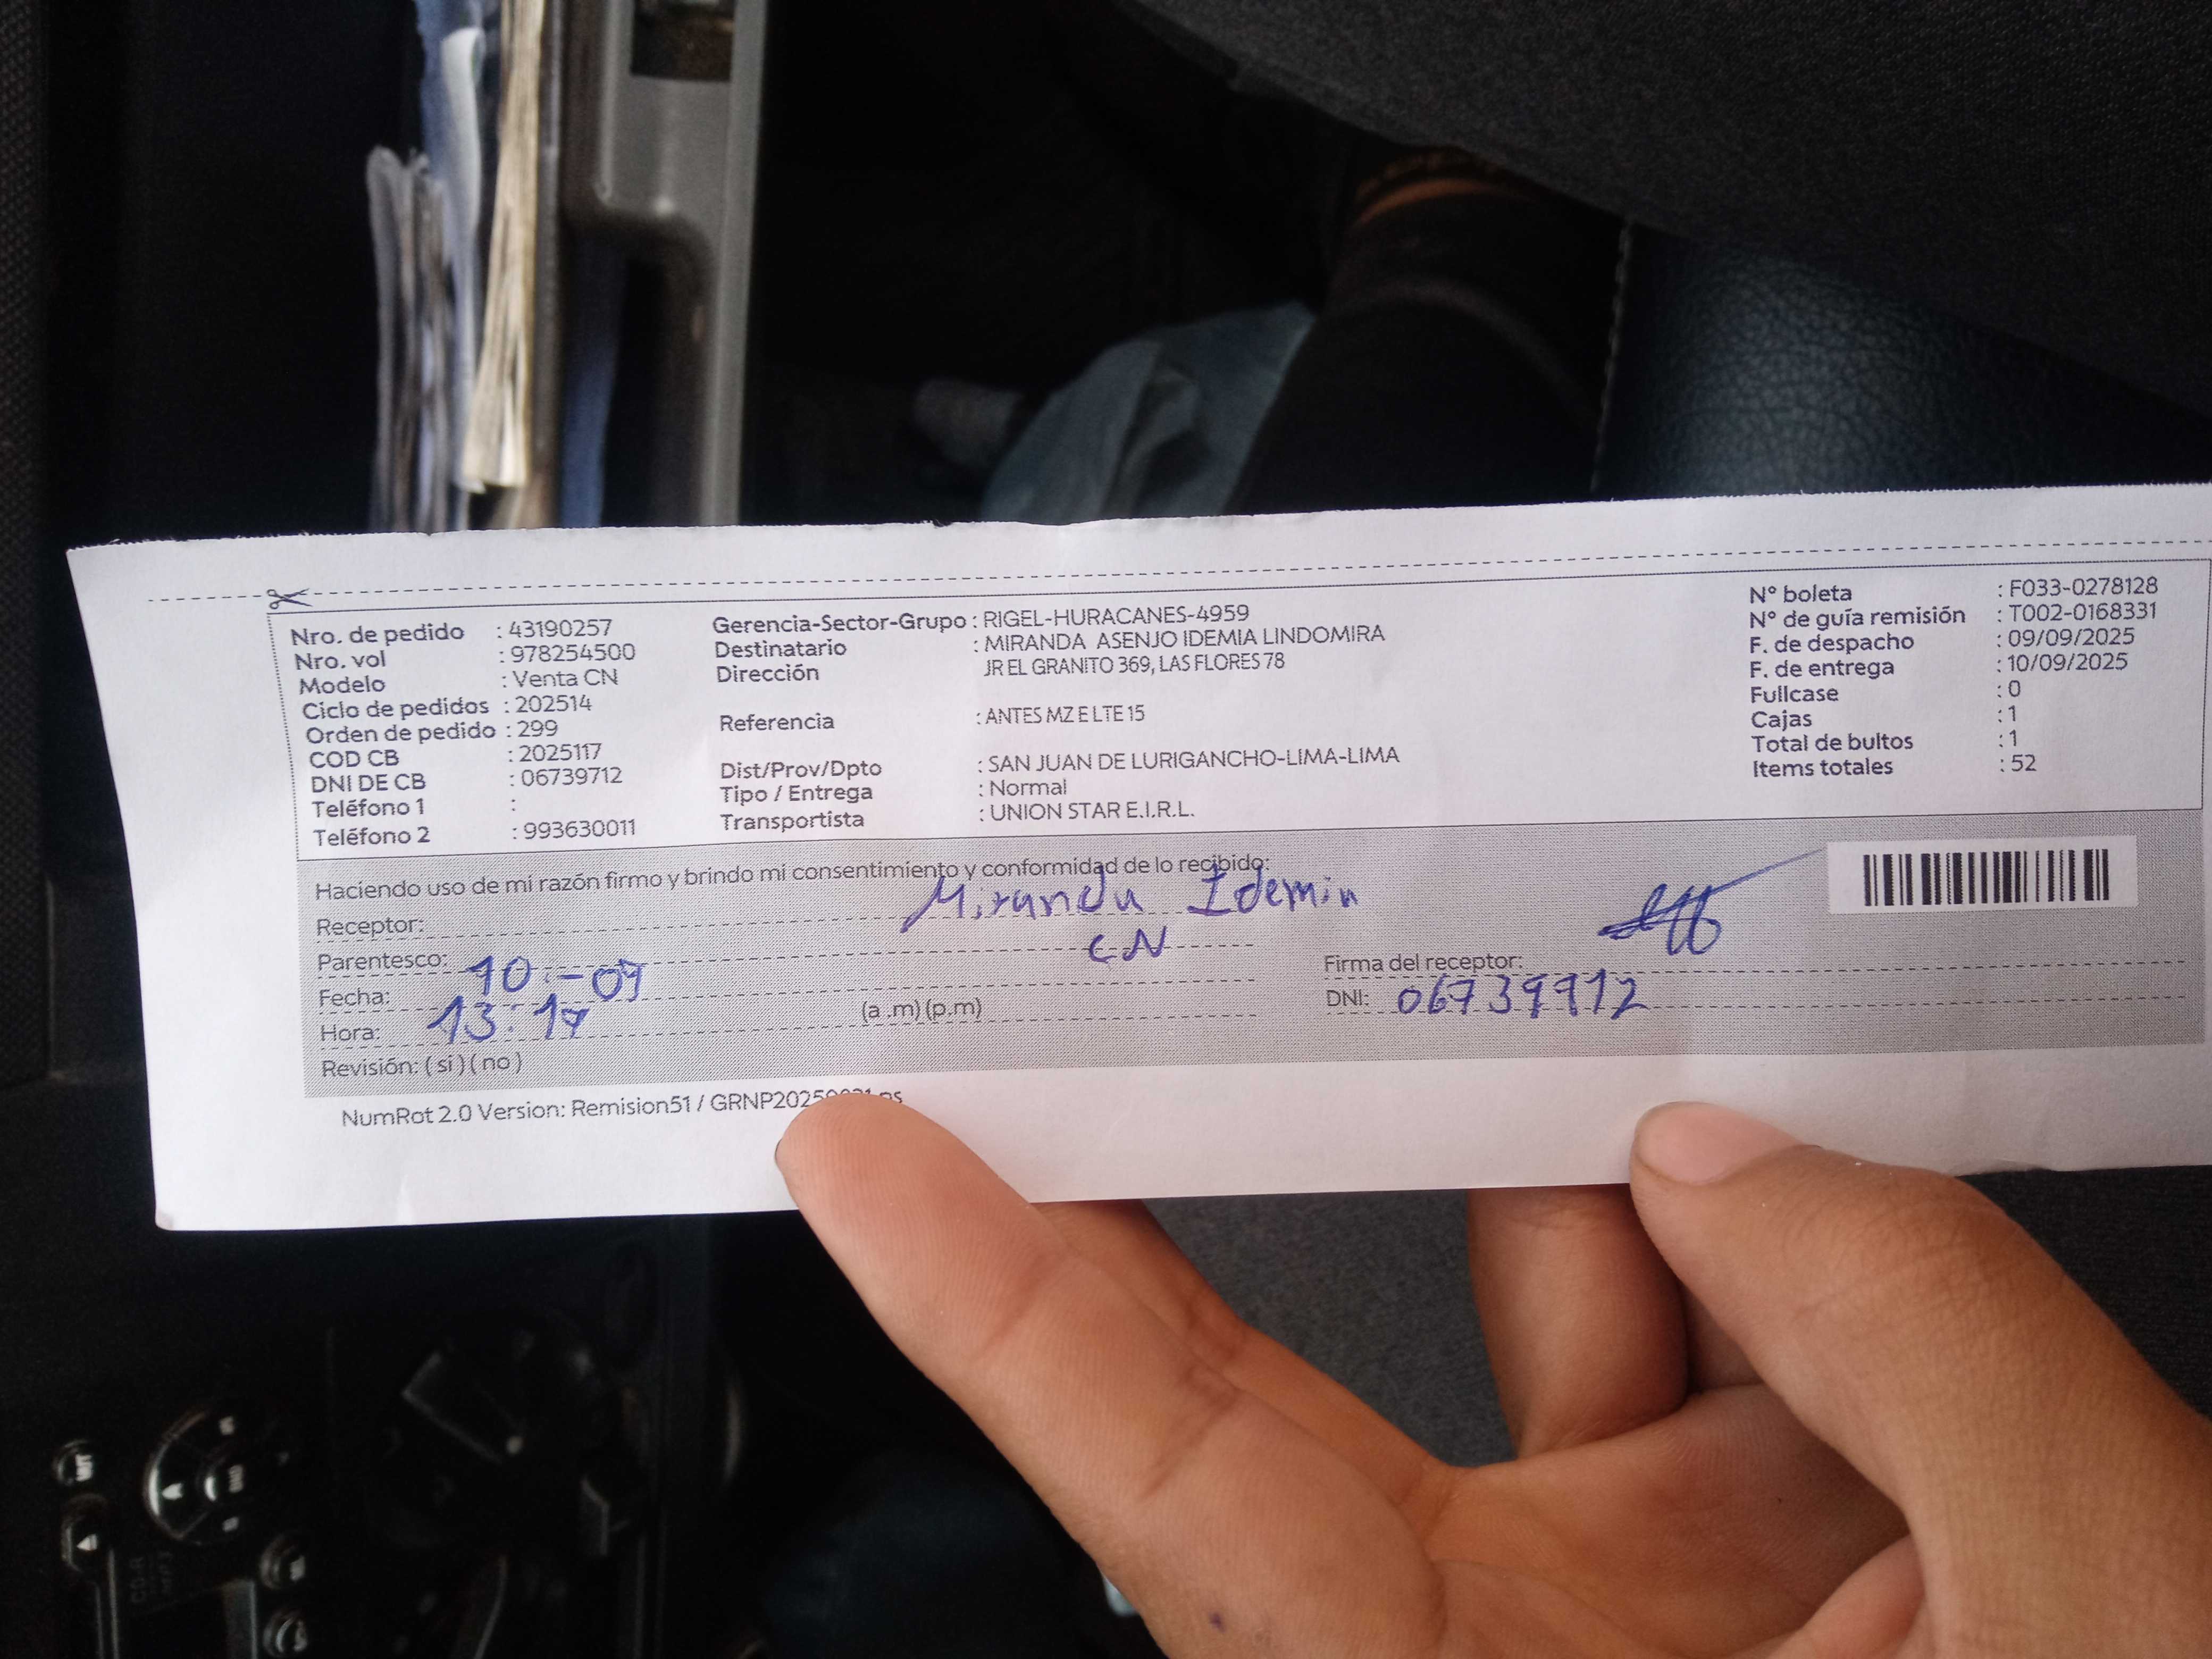 Nro. de pedido : 43190257
Nro. vol : 978254500
Modelo : Venta CN
Ciclo de pedidos : 202514
Orden de pedido : 299
COD CB : 2025117
DNI DE CB : 06739712
Teléfono 1 :
Teléfono 2 : 993630011
Gerencia-Sector-Grupo : RIGEL-HURACANES-4959
Destinatario : MIRANDA ASENJO IDEMIA LINDOMIRA
Dirección JR EL GRANITO 369, LAS FLORES 78
Referencia : ANTES MZ E LTE 15
Dist/Prov/Dpto : SAN JUAN DE LURIGANCHO-LIMA-LIMA
Tipo / Entrega : Normal
Transportista : UNION STAR E.I.R.L.
N° boleta : F033-0278128
N° de guía remisión : T002-0168331
F. de despacho : 09/09/2025
F. de entrega : 10/09/2025
Fullcase : 0
Cajas : 1
Total de bultos : 1
Items totales : 52
Haciendo uso de mi razón firmo y brindo mi consentimiento y conformidad de lo recibido:
Receptor: Miranda Idemia
Parentesco: CN
Fecha: 10-09
Hora: 13:17 (a .m) (p.m)
Revisión: ( si ) ( no )
Firma del receptor:
DNI: 06739912
NumRot 2.0 Version: Remision51 /